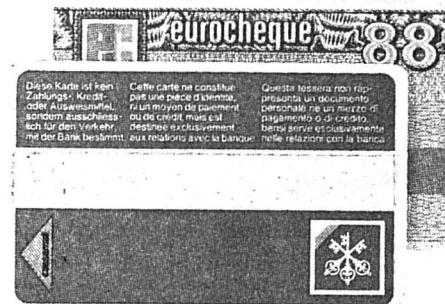 eurocheque
88
Diese Karte ist kein
Zahlungs-, Kredit-
oder Ausweismittel,
sondern ausschliess-
lich für den Verkehr
mit der Bank bestimmt
Cette carte ne constitue
pas une pièce d'identité,
ni un moyen de paiement
ou de crédit, mais est
destinée exclusivement
aux relations avec la banque
Questa tessera non rap-
presenta un documento
personale né un mezzo di
pagamento o di credito,
bensì serve esclusivamente
nelle relazioni con la banca